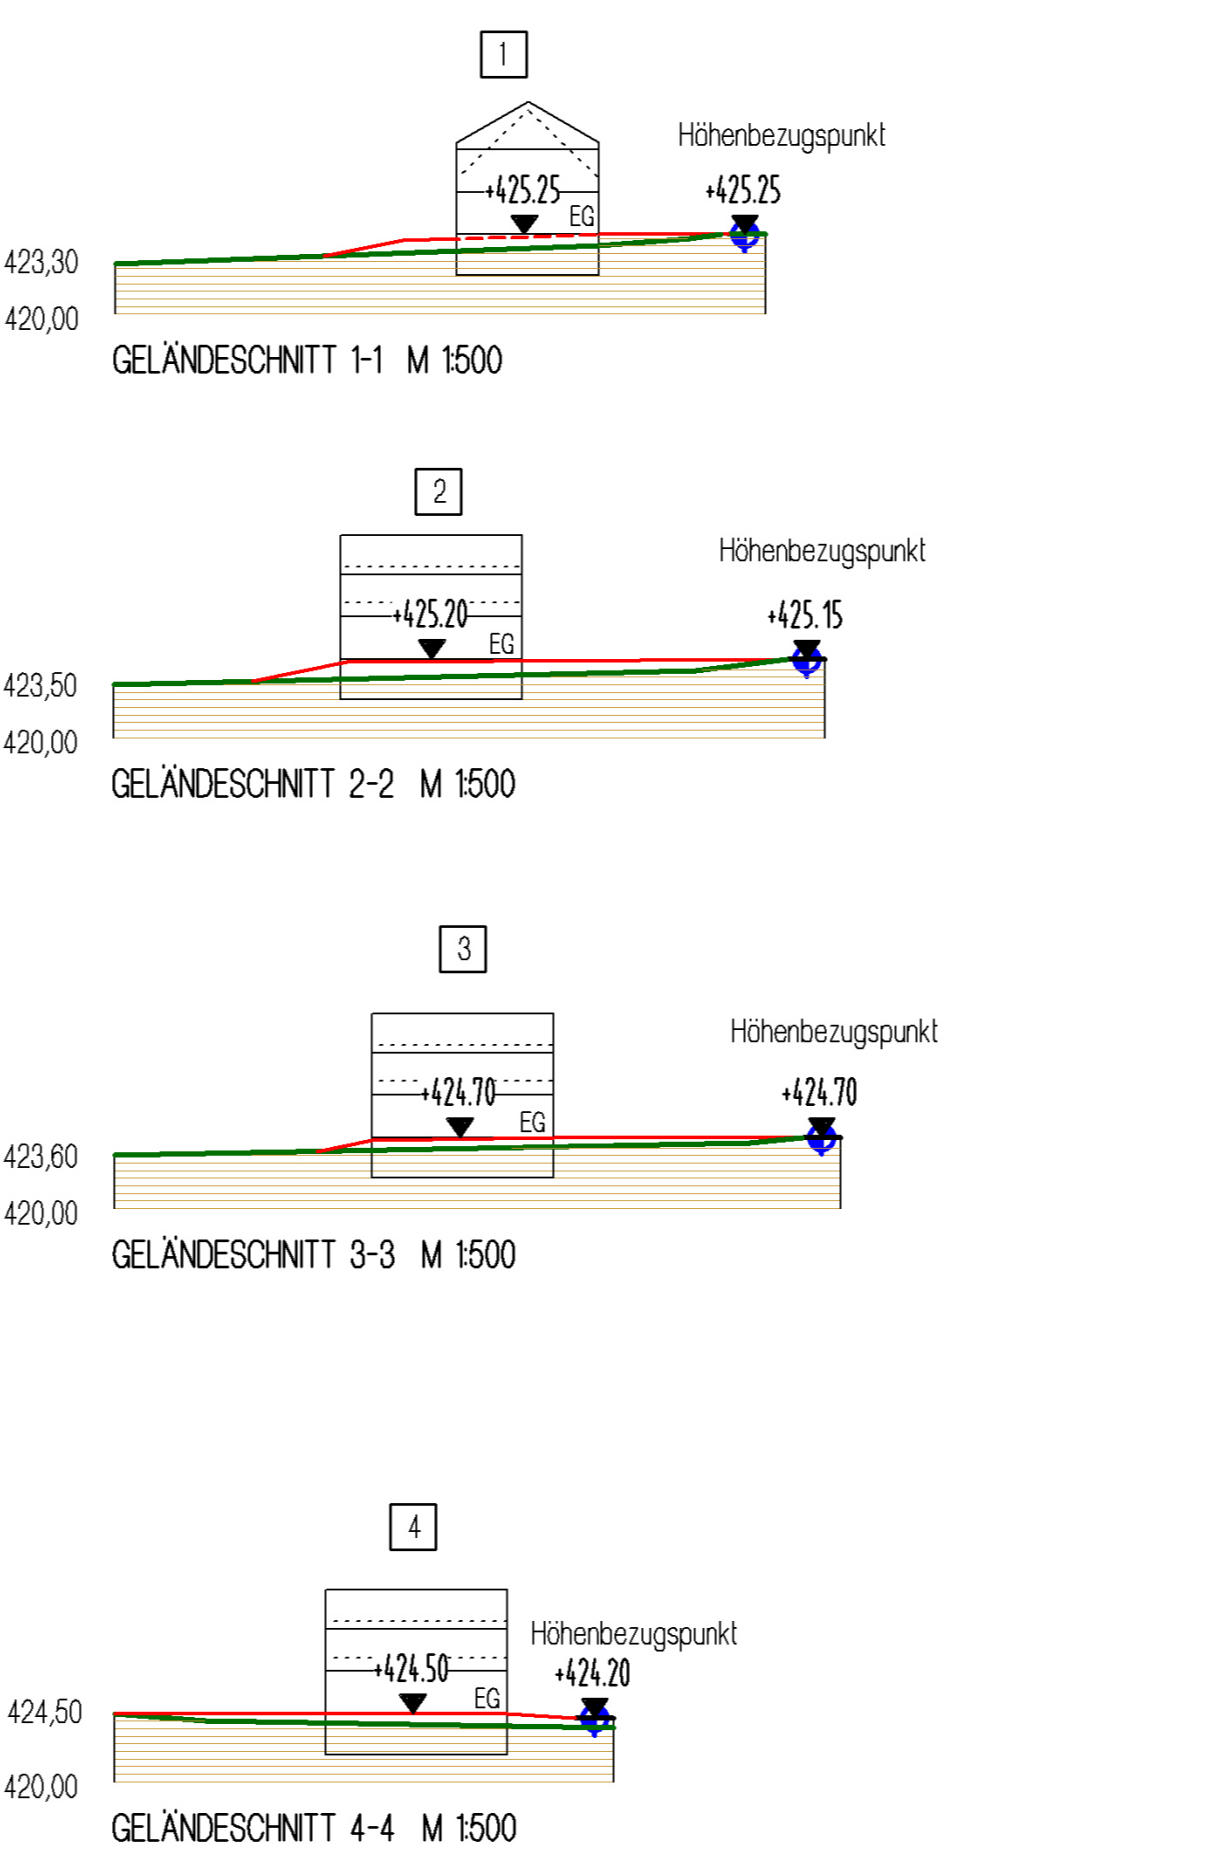 1
Höhenbezugspunkt
+425.25 +425.25
EG
423,30
420,00
GELÄNDESCHNITT 1-1 M 1:500
2
Höhenbezugspunkt
+425.20 +425.15
EG
423,50
420,00
GELÄNDESCHNITT 2-2 M 1:500
3
Höhenbezugspunkt
+424.70 +424.70
EG
423,60
420,00
GELÄNDESCHNITT 3-3 M 1:500
4
Höhenbezugspunkt
+424.50 +424.20
EG
424,50
420,00
GELÄNDESCHNITT 4-4 M 1:500